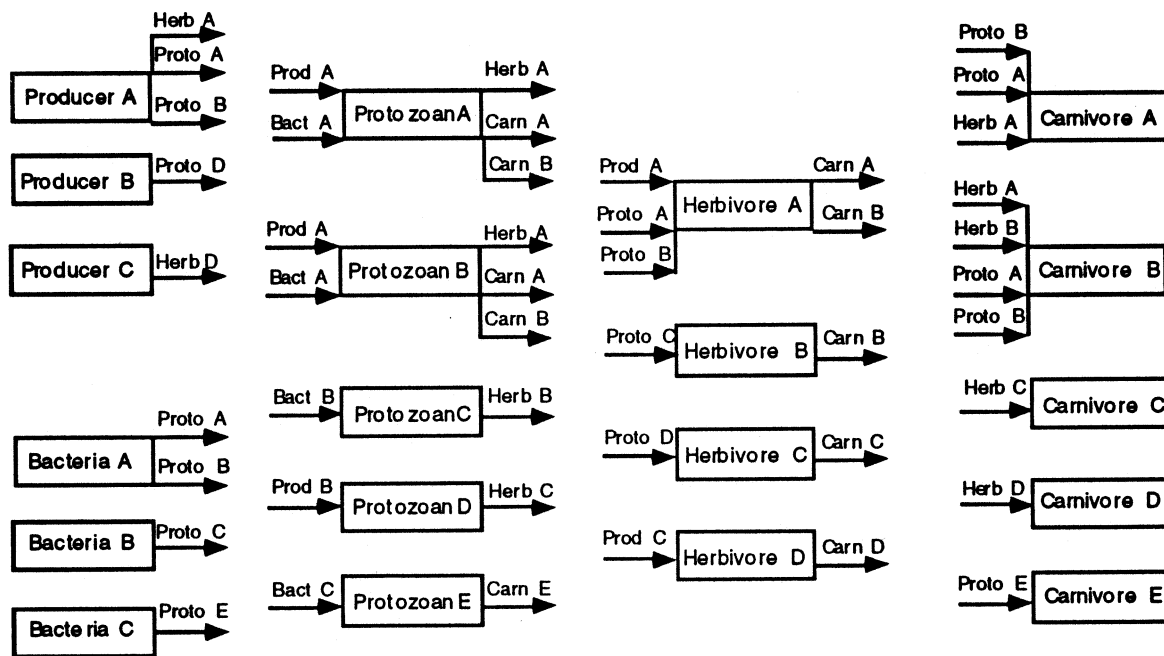 Herb A
Proto A
Producer A
Proto B
Producer B
Proto D
Producer C
Herb D
Proto A
Bacteria A
Proto B
Bacteria B
Proto C
Bacteria C
Proto E
Prod A
Herb A
Protozoan A
Bact A
Carn A
Carn B
Prod A
Herb A
Protozoan B
Bact A
Carn A
Carn B
Bact B
Protozoan C
Herb B
Prod B
Protozoan D
Herb C
Bact C
Protozoan E
Carn E
Prod A
Carn A
Herbivore A
Proto A
Carn B
Proto B
Proto C
Herbivore B
Carn B
Proto D
Herbivore C
Carn C
Prod C
Herbivore D
Carn D
Proto B
Proto A
Carnivore A
Herb A
Herb A
Herb B
Carnivore B
Proto A
Proto B
Herb C
Carnivore C
Herb D
Carnivore D
Proto E
Carnivore E